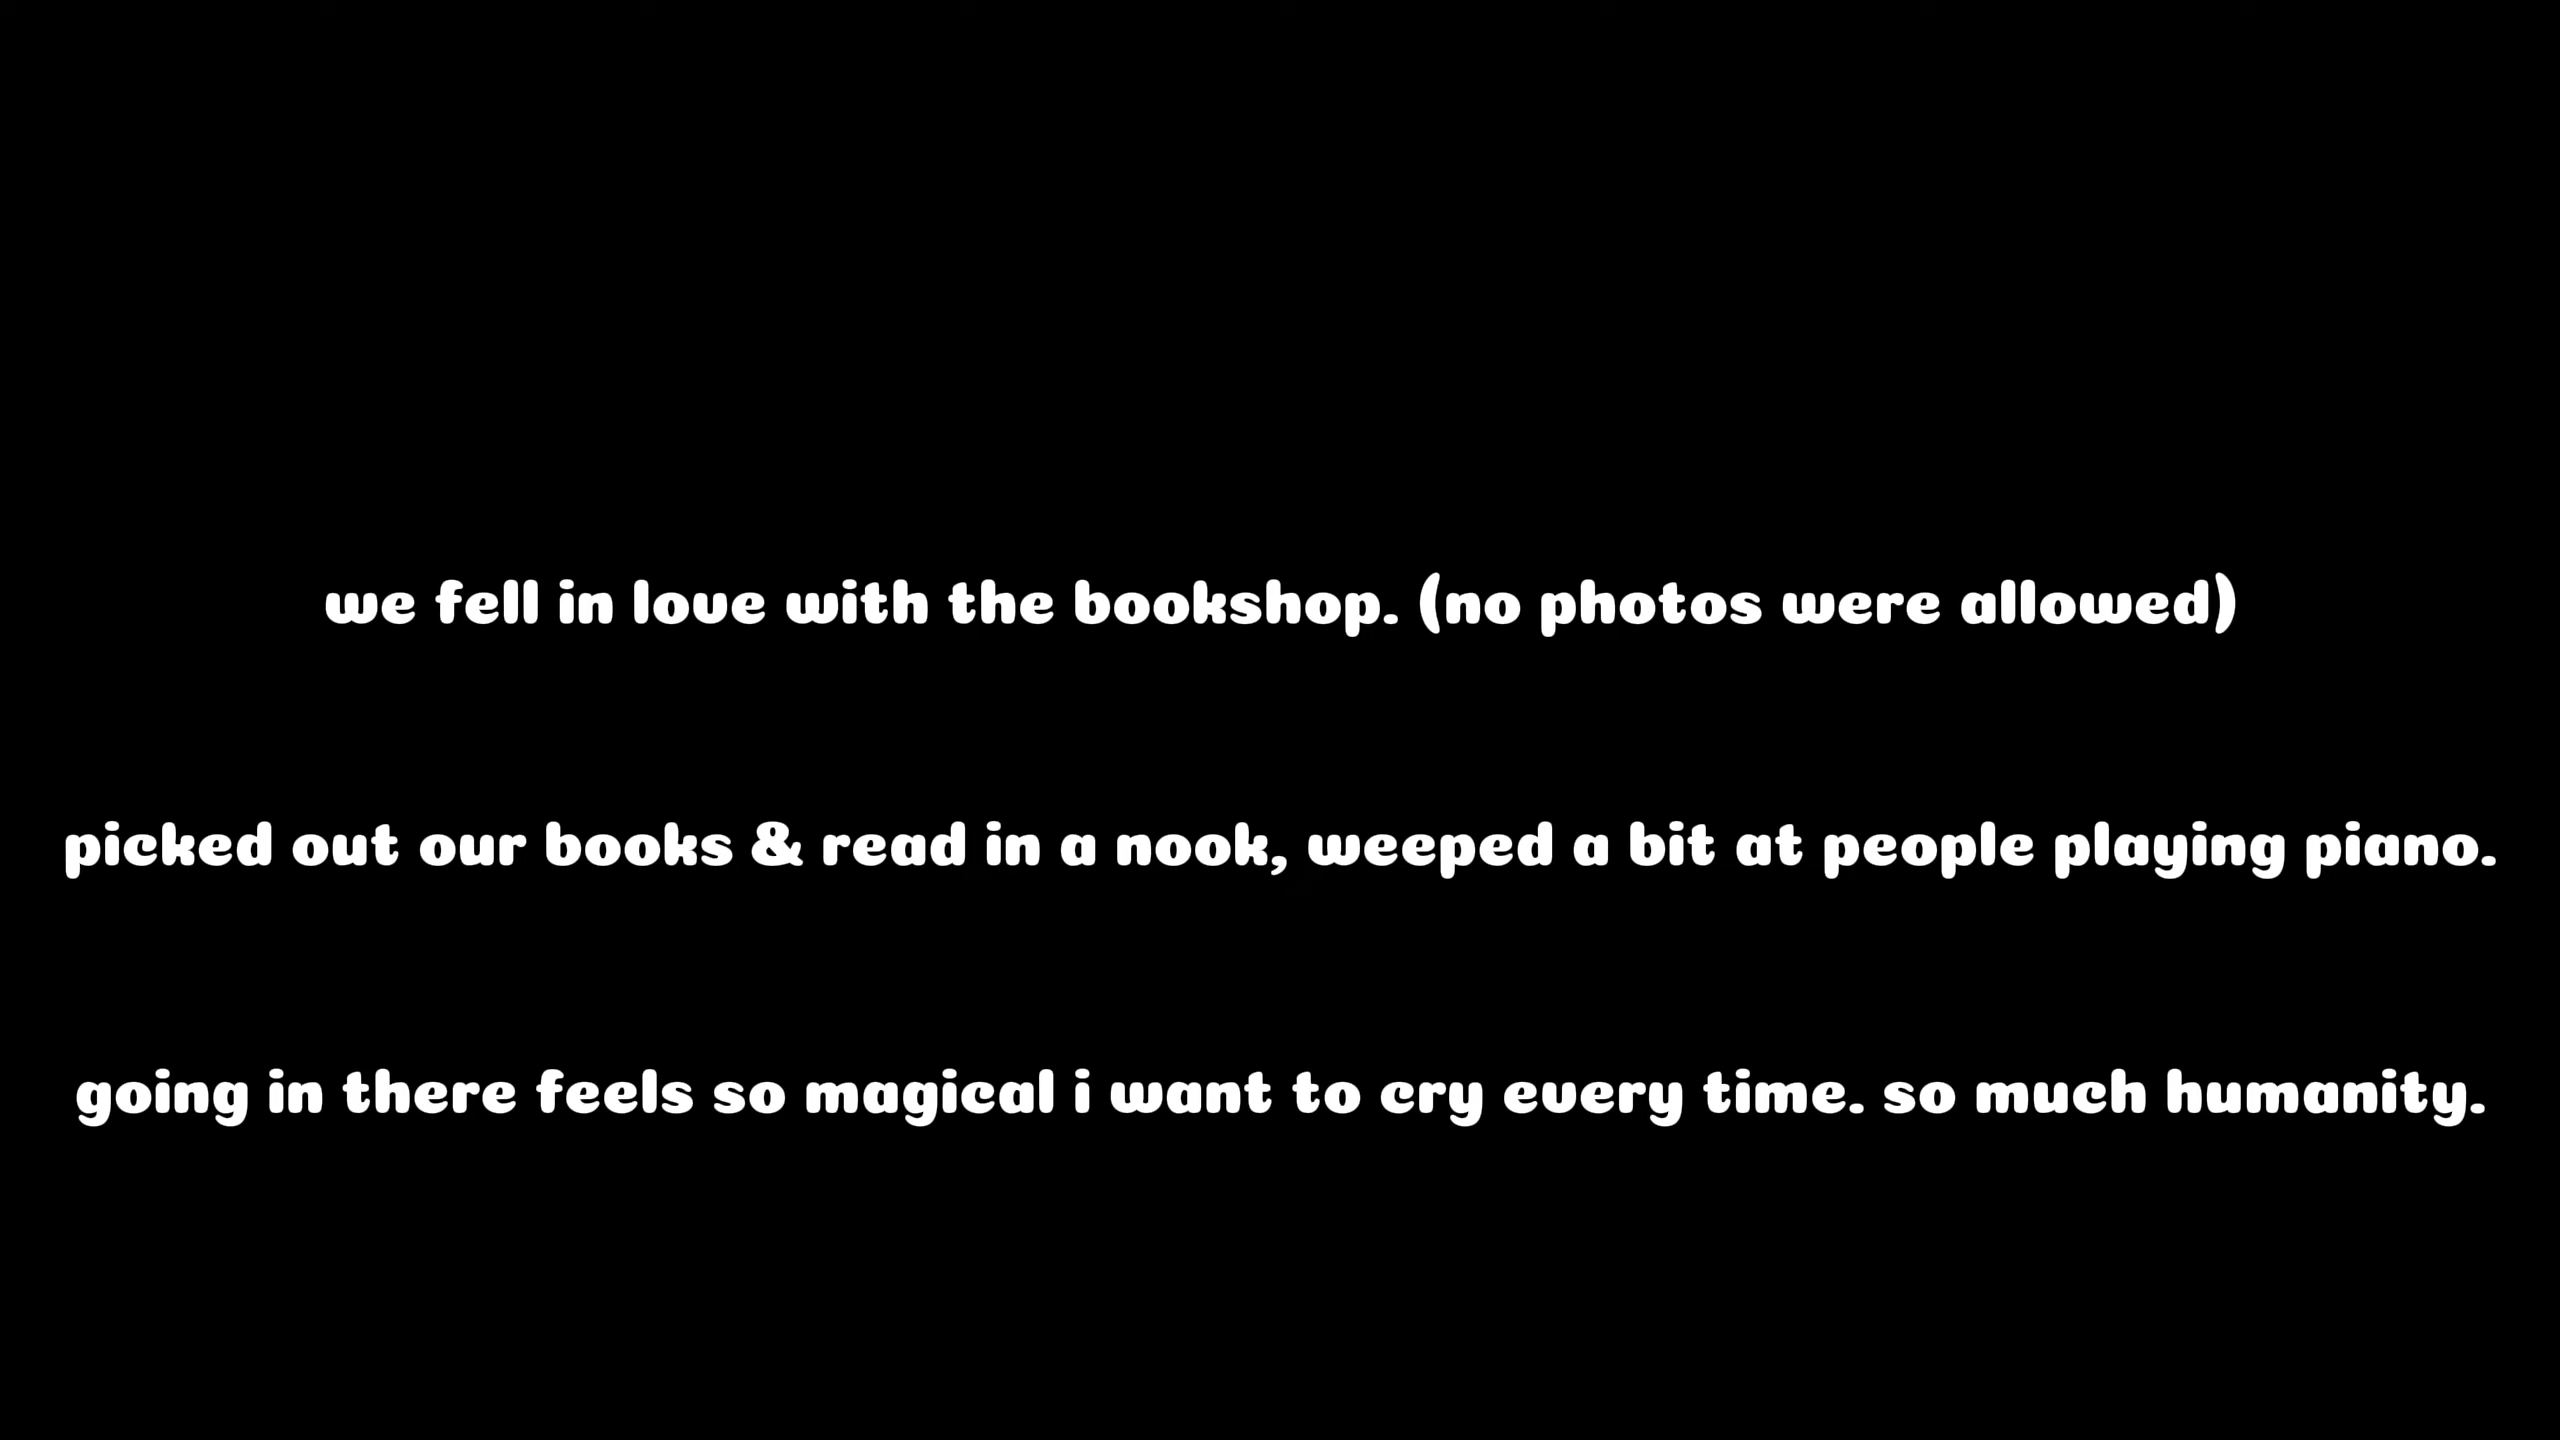 we fell in love with the bookshop. (no photos were allowed)
picked out our books & read in a nook, weeped a bit at people playing piano.
going in there feels so magical i want to cry every time. so much humanity.